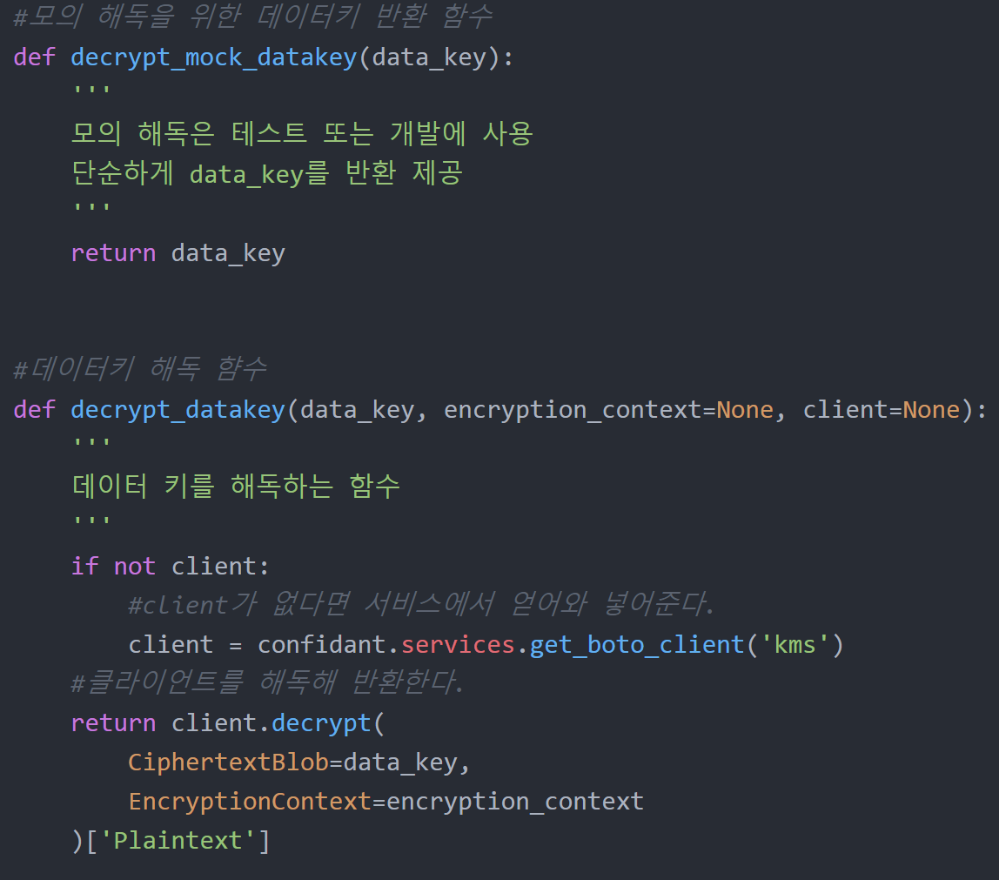 #모의 해독을 위한 데이터키 반환 함수
def decrypt_mock_datakey(data_key):
    '''
    모의 해독은 테스트 또는 개발에 사용
    단순하게 data_key를 반환 제공
    '''
    return data_key
#데이터키 해독 햠수
def decrypt_datakey(data_key, encryption_context=None, client=None):
    '''
    데이터 키를 해독하는 함수
    '''
    if not client:
        #client가 없다면 서비스에서 얻어와 넣어준다.
        client = confidant.services.get_boto_client('kms')
    #클라이언트를 해독해 반환한다.
    return client.decrypt(
        CiphertextBlob=data_key,
        EncryptionContext=encryption_context
    )['Plaintext']